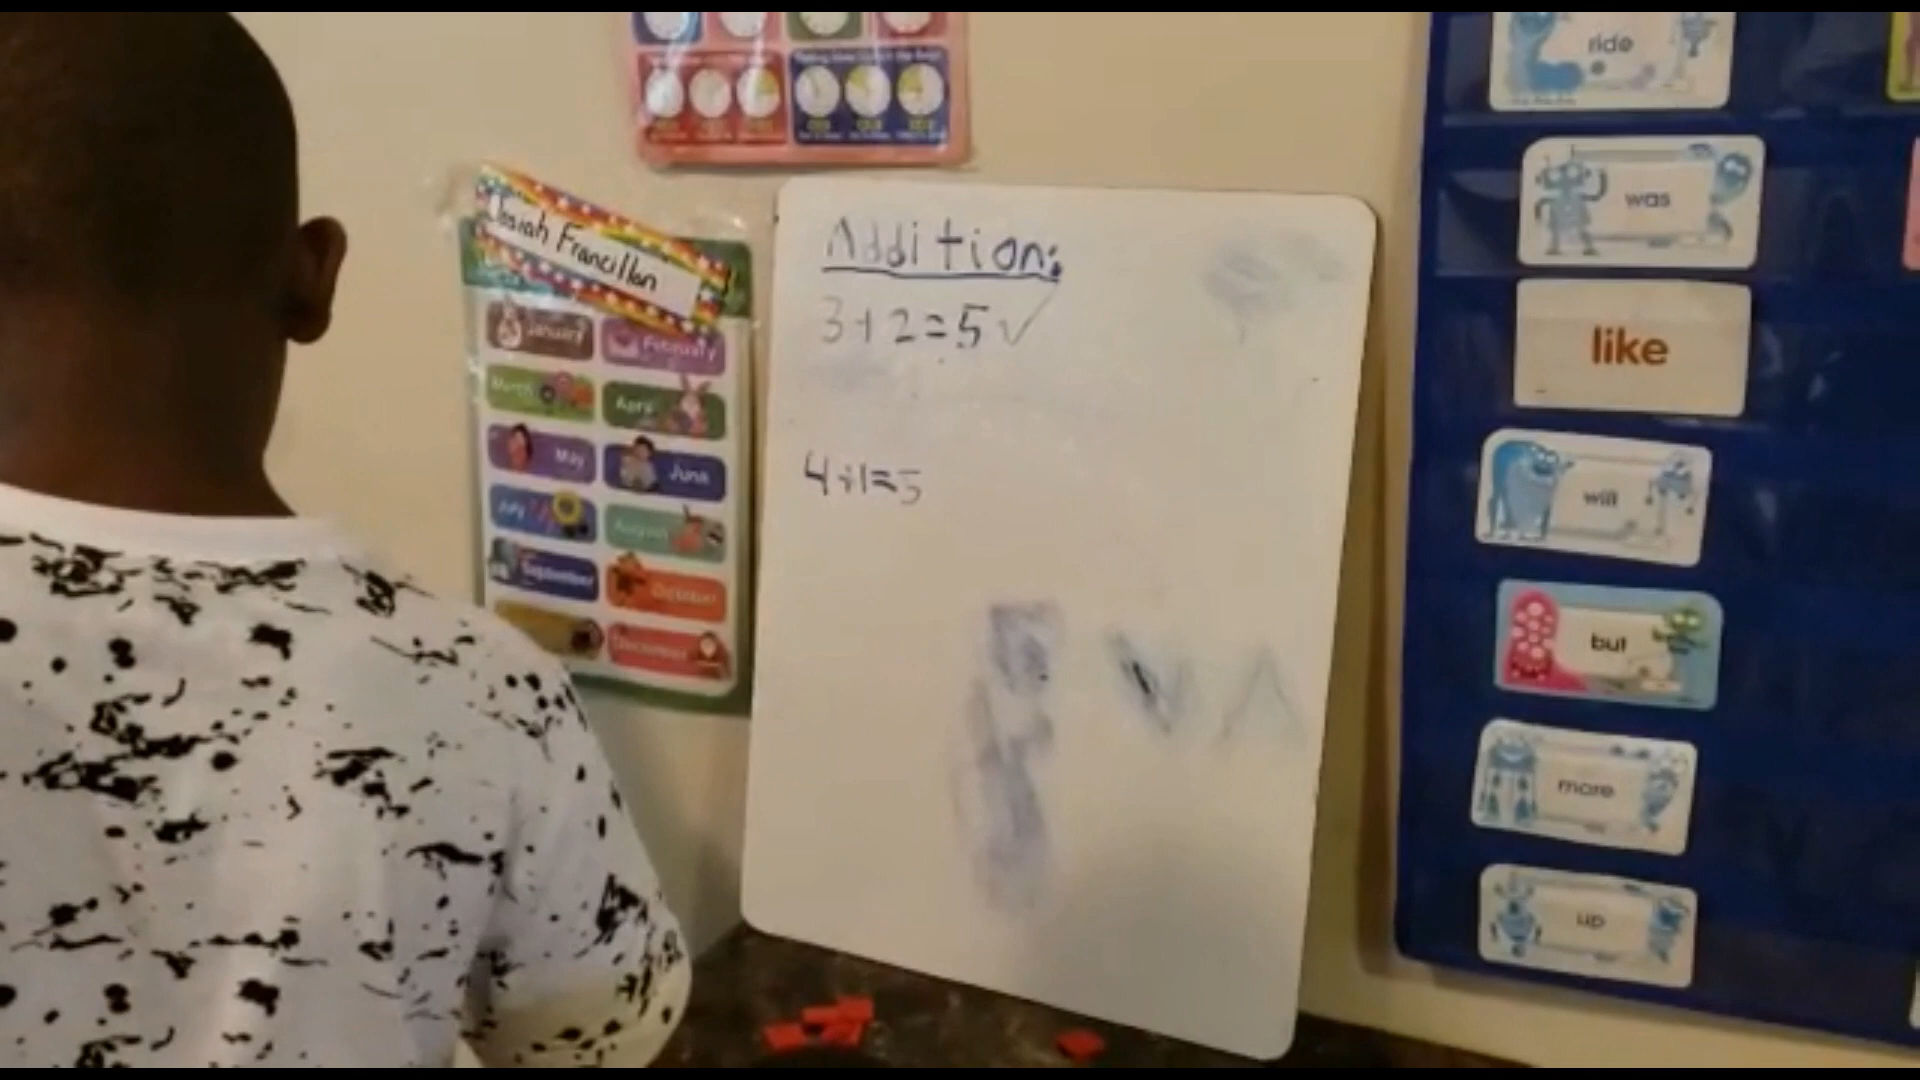 Josiah Francillon
January
February
March
April
May
June
July
August
September
October
December
Addition:
3+2=5✓
4+1=5
ride
was
like
will
but
more
up